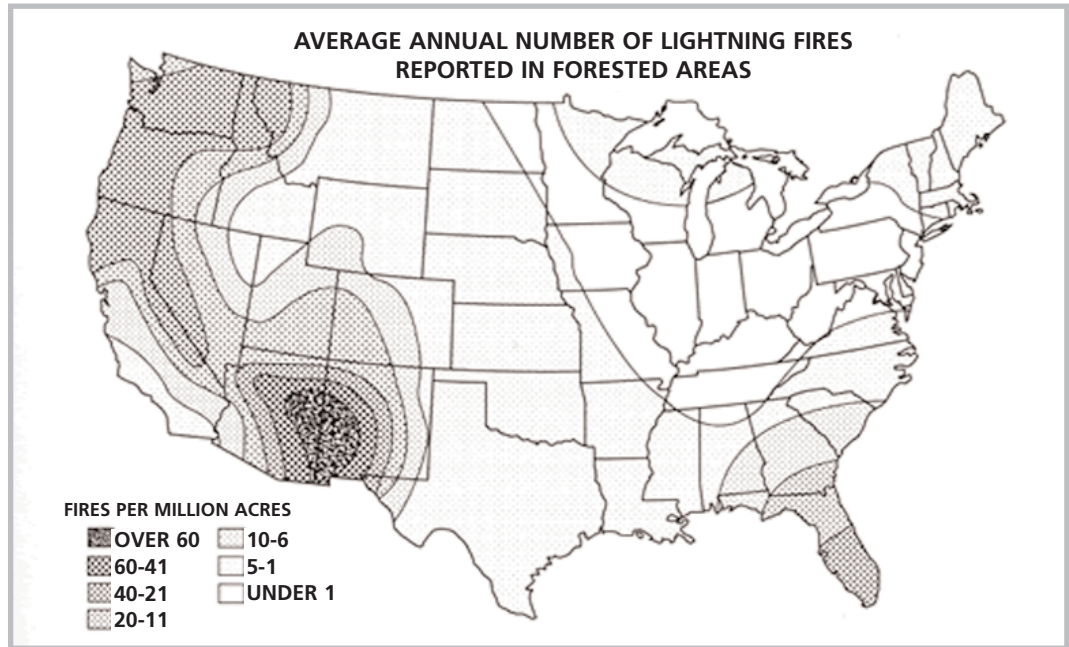 AVERAGE ANNUAL NUMBER OF LIGHTNING FIRES
REPORTED IN FORESTED AREAS
FIRES PER MILLION ACRES
OVER 60
60-41
40-21
20-11
10-6
5-1
UNDER 1